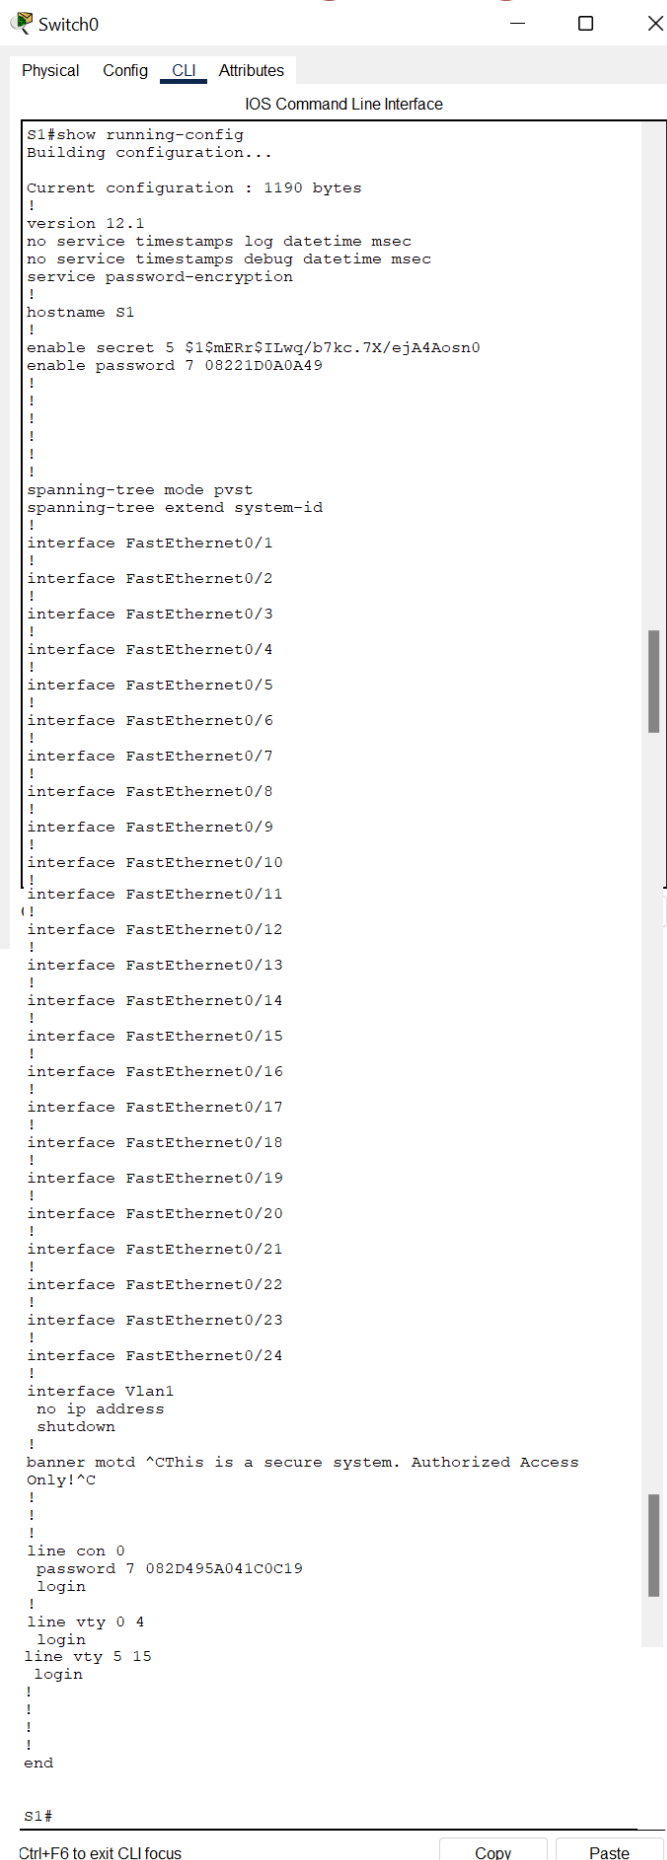 Switch0
Physical Config CLI Attributes
IOS Command Line Interface
S1#show running-config
Building configuration...
Current configuration : 1190 bytes
!
version 12.1
no service timestamps log datetime msec
no service timestamps debug datetime msec
service password-encryption
!
hostname S1
!
enable secret 5 $1$mERr$ILwq/b7kc.7X/ejA4Aosn0
enable password 7 08221D0A0A49
!
!
!
!
!
!
spanning-tree mode pvst
spanning-tree extend system-id
!
interface FastEthernet0/1
!
interface FastEthernet0/2
!
interface FastEthernet0/3
!
interface FastEthernet0/4
!
interface FastEthernet0/5
!
interface FastEthernet0/6
!
interface FastEthernet0/7
!
interface FastEthernet0/8
!
interface FastEthernet0/9
!
interface FastEthernet0/10
!
interface FastEthernet0/11
!
interface FastEthernet0/12
!
interface FastEthernet0/13
!
interface FastEthernet0/14
!
interface FastEthernet0/15
!
interface FastEthernet0/16
!
interface FastEthernet0/17
!
interface FastEthernet0/18
!
interface FastEthernet0/19
!
interface FastEthernet0/20
!
interface FastEthernet0/21
!
interface FastEthernet0/22
!
interface FastEthernet0/23
!
interface FastEthernet0/24
!
interface Vlan1
 no ip address
 shutdown
!
banner motd ^CThis is a secure system. Authorized Access
Only!^C
!
!
!
line con 0
 password 7 082D495A041C0C19
 login
!
line vty 0 4
 login
line vty 5 15
 login
!
!
!
!
end
S1#
Ctrl+F6 to exit CLI focus
Copy Paste